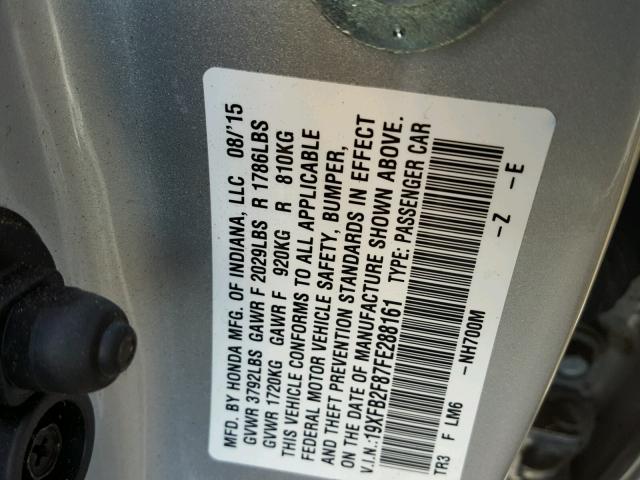 MFD. BY HONDA MFG. OF INDIANA, LLC 08/'15
GVWR 3792LBS GAWR F 2029LBS R 1786LBS
GVWR 1720KG GAWR F 920KG R 810KG
THIS VEHICLE CONFORMS TO ALL APPLICABLE
FEDERAL MOTOR VEHICLE SAFETY, BUMPER,
AND THEFT PREVENTION STANDARDS IN EFFECT
ON THE DATE OF MANUFACTURE SHOWN ABOVE.
V.I.N.:19XFB2F87FE288161 TYPE: PASSENGER CAR
TR3 F LM6 -NH700M -Z -E